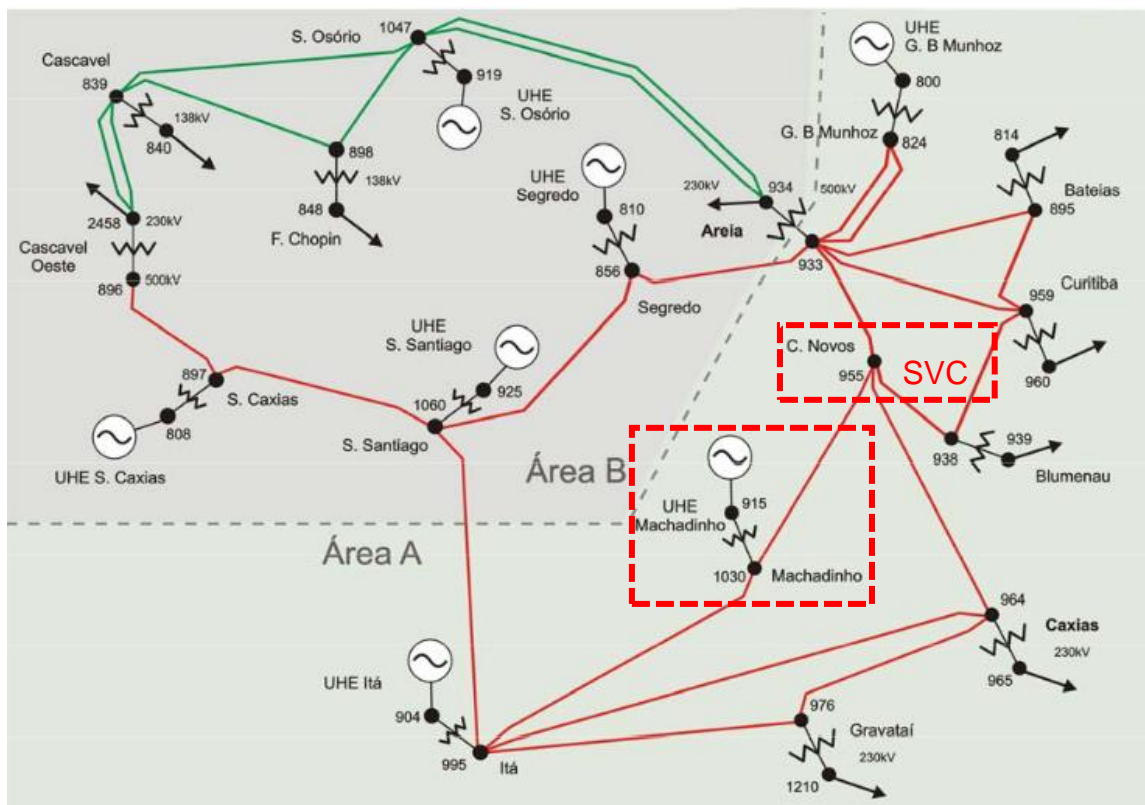 1047
S. Osório
919
UHE
S. Osório
Cascavel
839
138kV
840
898
138kV
848
F. Chopin
2458
230kV
Cascavel
Oeste
896
500kV
UHE
Segredo
810
856
Segredo
230kV
934
500kV
Areia
933
UHE
G. B Munhoz
800
G. B Munhoz
824
814
Bateias
895
Curitiba
959
960
C. Novos
955
SVC
938
939
Blumenau
UHE
S. Santiago
925
1060
S. Santiago
897
S. Caxias
808
UHE S. Caxias
Área B
Área A
UHE
Machadinho
915
1030
Machadinho
964
Caxias
230kV
965
UHE Itá
904
995
Itá
976
Gravataí
230kV
1210